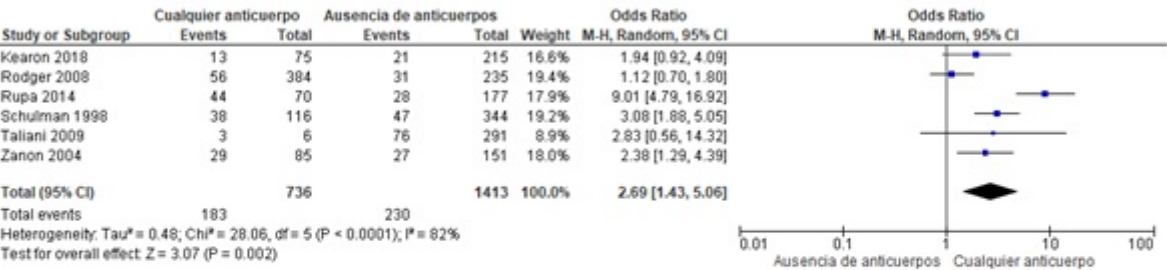 Cualquier anticuerpo Ausencia de anticuerpos Odds Ratio Odds Ratio
Study or Subgroup Events Total Events Total Weight M-H, Random, 95% CI M-H, Random, 95% CI
Kearon 2018 13 75 21 215 16.6% 1.94 [0.92, 4.09]
Rodger 2008 56 384 31 235 19.4% 1.12 [0.70, 1.80]
Rupa 2014 44 70 28 177 17.9% 9.01 [4.79, 16.92]
Schulman 1998 38 116 47 344 19.2% 3.08 [1.88, 5.05]
Taliani 2009 3 6 76 291 8.9% 2.83 [0.56, 14.32]
Zanon 2004 29 85 27 151 18.0% 2.38 [1.29, 4.39]
Total (95% CI) 736 1413 100.0% 2.69 [1.43, 5.06]
Total events 183 230
Heterogeneity: Tau² = 0.48; Chi² = 28.06, df = 5 (P < 0.0001); I² = 82%
Test for overall effect: Z = 3.07 (P = 0.002)
0.01 0.1 1 10 100
Ausencia de anticuerpos Cualquier anticuerpo